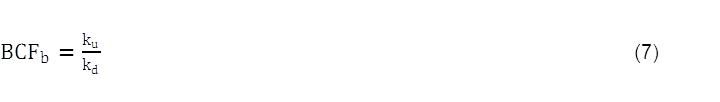 BCF_b = k_u/k_d (7)